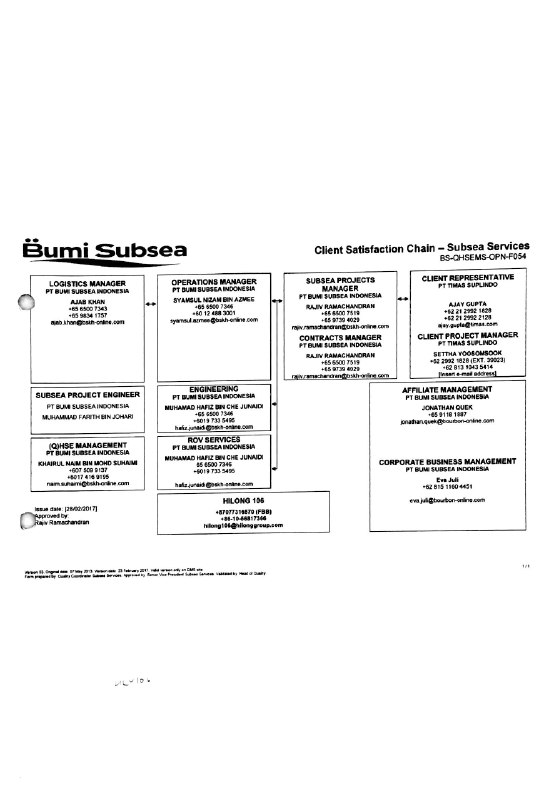 Bumi Subsea
Client Satisfaction Chain – Subsea Services
BS-QHSEMS-OPN-F054
LOGISTICS MANAGER
PT BUMI SUBSEA INDONESIA
AJAB KHAN
+65 6500 7343
+65 9834 1757
ajab.khan@bskh-online.com
OPERATIONS MANAGER
PT BUMI SUBSEA INDONESIA
SYAMSUL NIZAM BIN AZMEE
+65 6500 7346
+60 12 488 3001
syamsul.azmee@bskh-online.com
SUBSEA PROJECTS
MANAGER
PT BUMI SUBSEA INDONESIA
RAJIV RAMACHANDRAN
+65 6500 7519
+65 9739 4029
rajiv.ramachandran@bskh-online.com
CONTRACTS MANAGER
PT BUMI SUBSEA INDONESIA
RAJIV RAMACHANDRAN
+65 6500 7519
+65 9739 4029
rajiv.ramachandran@bskh-online.com
CLIENT REPRESENTATIVE
PT TIMAS SUPLINDO
AJAY GUPTA
+62 21 2992 1828
+62 21 2992 2128
ajay.gupta@timas.com
CLIENT PROJECT MANAGER
PT TIMAS SUPLINDO
SETTHA YOOSOMSOOK
+62 2992 1828 (EXT. 39023)
+62 813 1043 5414
[Insert e-mail address]
SUBSEA PROJECT ENGINEER
PT BUMI SUBSEA INDONESIA
MUHAMMAD FARITH BIN JOHARI
ENGINEERING
PT BUMI SUBSEA INDONESIA
MUHAMAD HAFIZ BIN CHE JUNAIDI
+65 6500 7346
+6019 733 5495
hafiz.junaidi@bskh-online.com
AFFILIATE MANAGEMENT
JONATHAN QUEK
+65 9116 1887
jonathan.quek@bourbon-online.com
(Q)HSE MANAGEMENT
PT BUMI SUBSEA INDONESIA
KHAIRUL NAIM BIN MOHD SUHAIMI
+607 509 9137
+6017 416 9195
naim.suhaimi@bskh-online.com
ROV SERVICES
PT BUMI SUBSEA INDONESIA
MUHAMAD HAFIZ BIN CHE JUNAIDI
65 6500 7346
+6019 733 5495
hafiz.junaidi@bskh-online.com
CORPORATE BUSINESS MANAGEMENT
PT BUMI SUBSEA INDONESIA
Eva Juli
+62 815 1160 4451
eva.juli@bourbon-online.com
HILONG 106
+87077316870 (FBB)
+86-10-56817366
hilong106@hilonggroup.com
Issue date: [28/02/2017]
Approved by:
Rajiv Ramachandran
Version 03. Original date: 07 May 2013. Version date: 23 February 2017. Valid version only on QMS site
Form prepared by: Quality Coordinator Subsea Services. Approved by: Senior Vice President Subsea Services. Validated by: Head of Quality
1 / 1